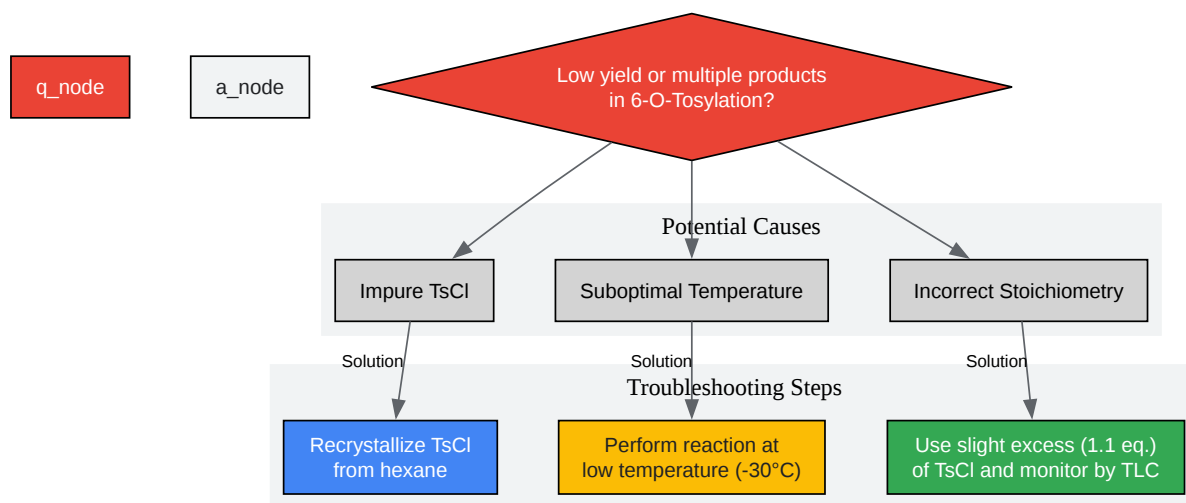 q_node
a_node
Low yield or multiple products
in 6-O-Tosylation?
Potential Causes
Impure TsCl
Suboptimal Temperature
Incorrect Stoichiometry
Solution
Solution
Solution
Troubleshooting Steps
Recrystallize TsCl
from hexane
Perform reaction at
low temperature (-30°C)
Use slight excess (1.1 eq.)
of TsCl and monitor by TLC